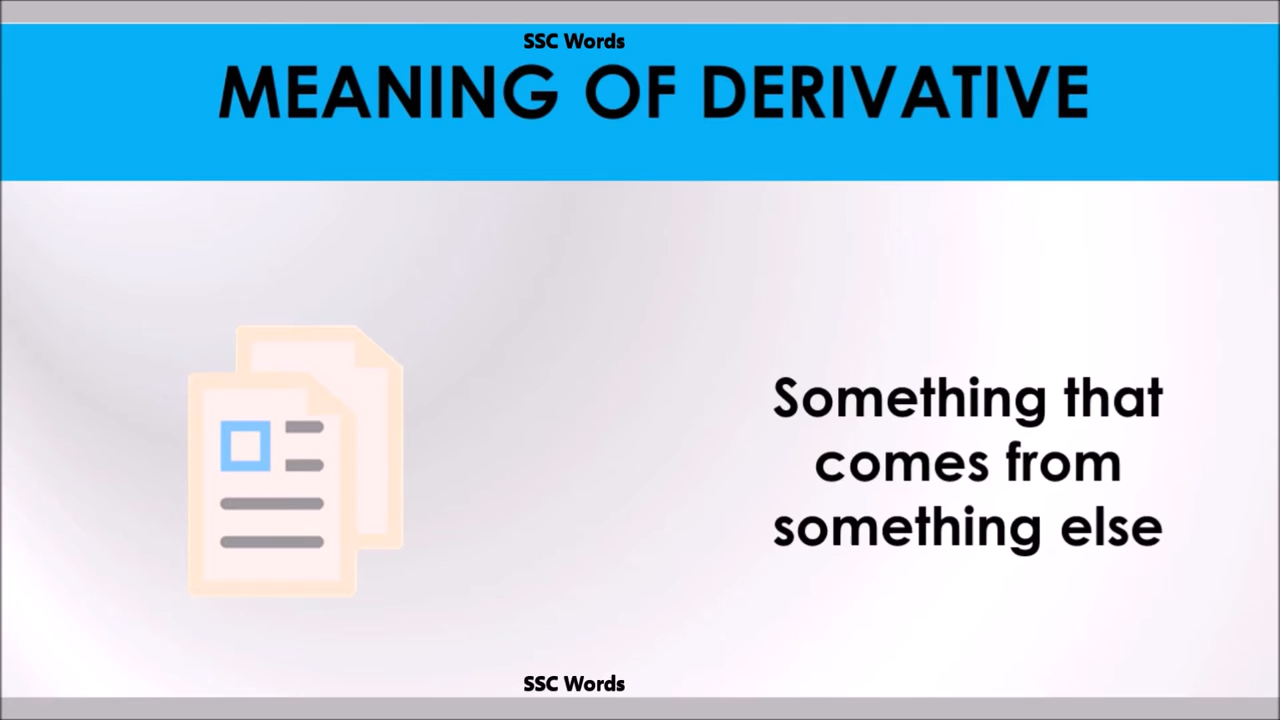 SSC Words
MEANING OF DERIVATIVE
Something that
comes from
something else
SSC Words